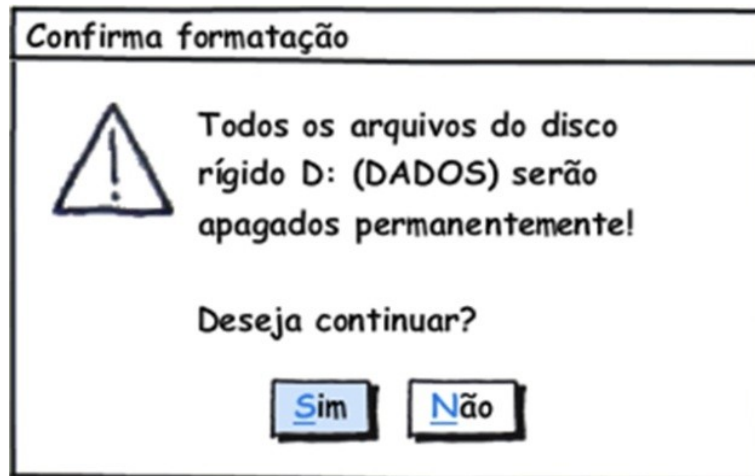 Confirma formatação
Todos os arquivos do disco
rígido D: (DADOS) serão
apagados permanentemente!
Deseja continuar?
Sim Não